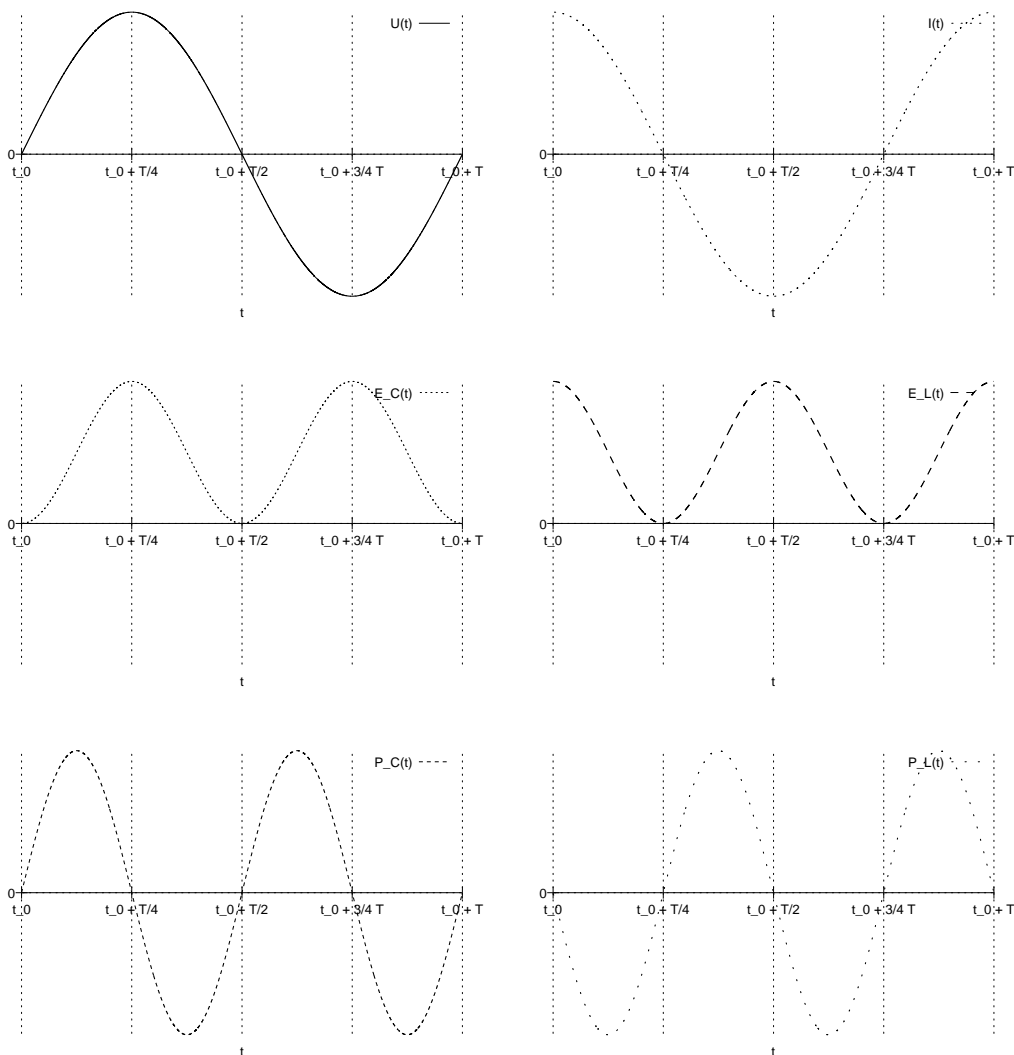 U(t)
0
t_0 t_0 + T/4 t_0 + T/2 t_0 + 3/4 T t_0 + T
t
I(t)
0
t_0 t_0 + T/4 t_0 + T/2 t_0 + 3/4 T t_0 + T
t
E_C(t)
0
t_0 t_0 + T/4 t_0 + T/2 t_0 + 3/4 T t_0 + T
t
E_L(t)
0
t_0 t_0 + T/4 t_0 + T/2 t_0 + 3/4 T t_0 + T
t
P_C(t)
0
t_0 t_0 + T/4 t_0 + T/2 t_0 + 3/4 T t_0 + T
t
P_L(t)
0
t_0 t_0 + T/4 t_0 + T/2 t_0 + 3/4 T t_0 + T
t